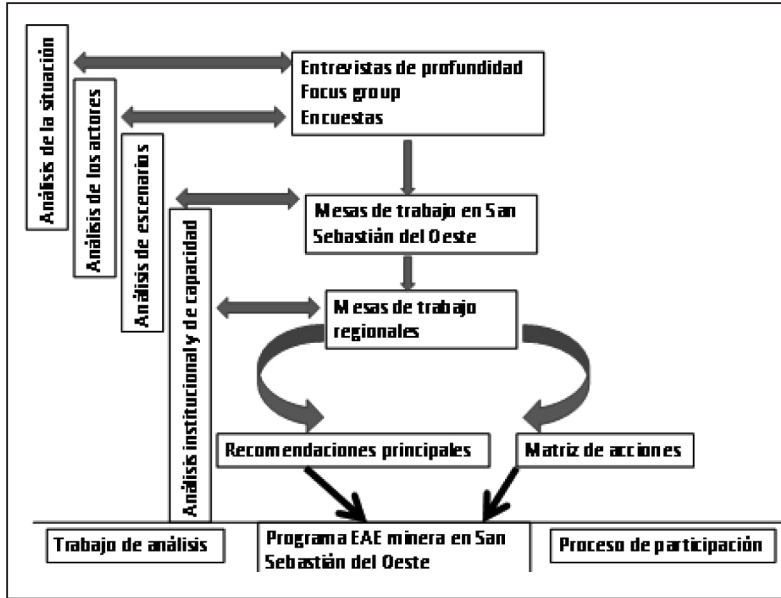 Análisis de la situación
Análisis de los actores
Análisis de escenarios
Análisis institucional y de capacidad
Entrevistas de profundidad
Focus group
Encuestas
Mesas de trabajo en San
Sebastián del Oeste
Mesas de trabajo
regionales
Recomendaciones principales
Matriz de acciones
Trabajo de análisis
Programa EAE minera en San
Sebastián del Oeste
Proceso de participación